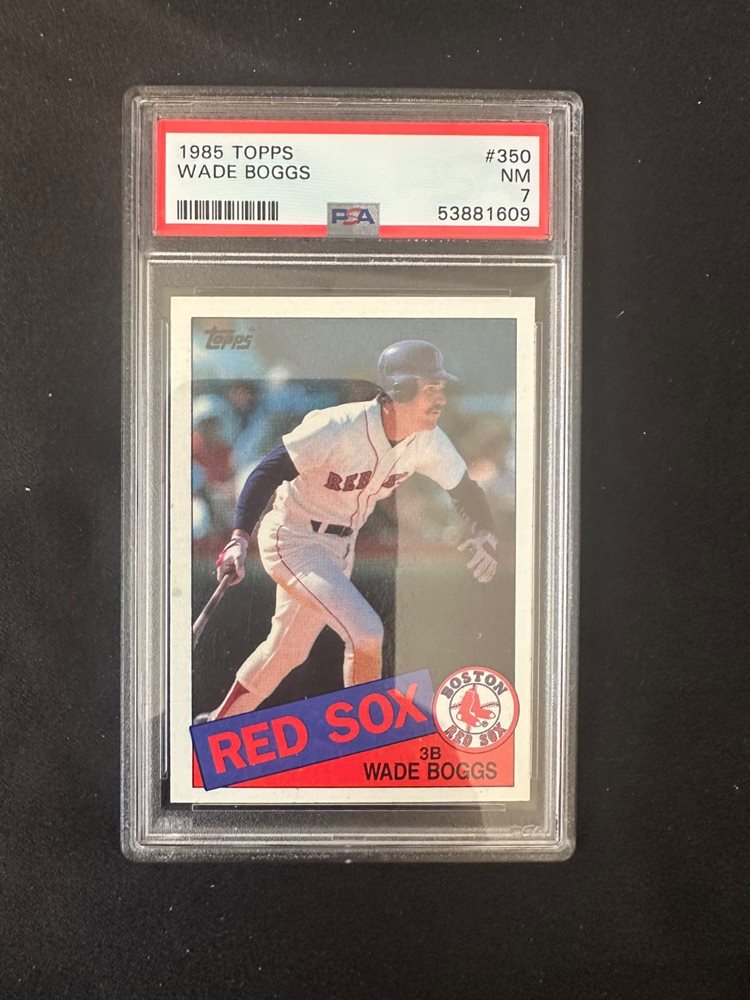 1985 TOPPS #350
WADE BOGGS NM
7
PSA 53881609
Topps
RED SOX
BOSTON
RED SOX
RED SOX
3B
WADE BOGGS